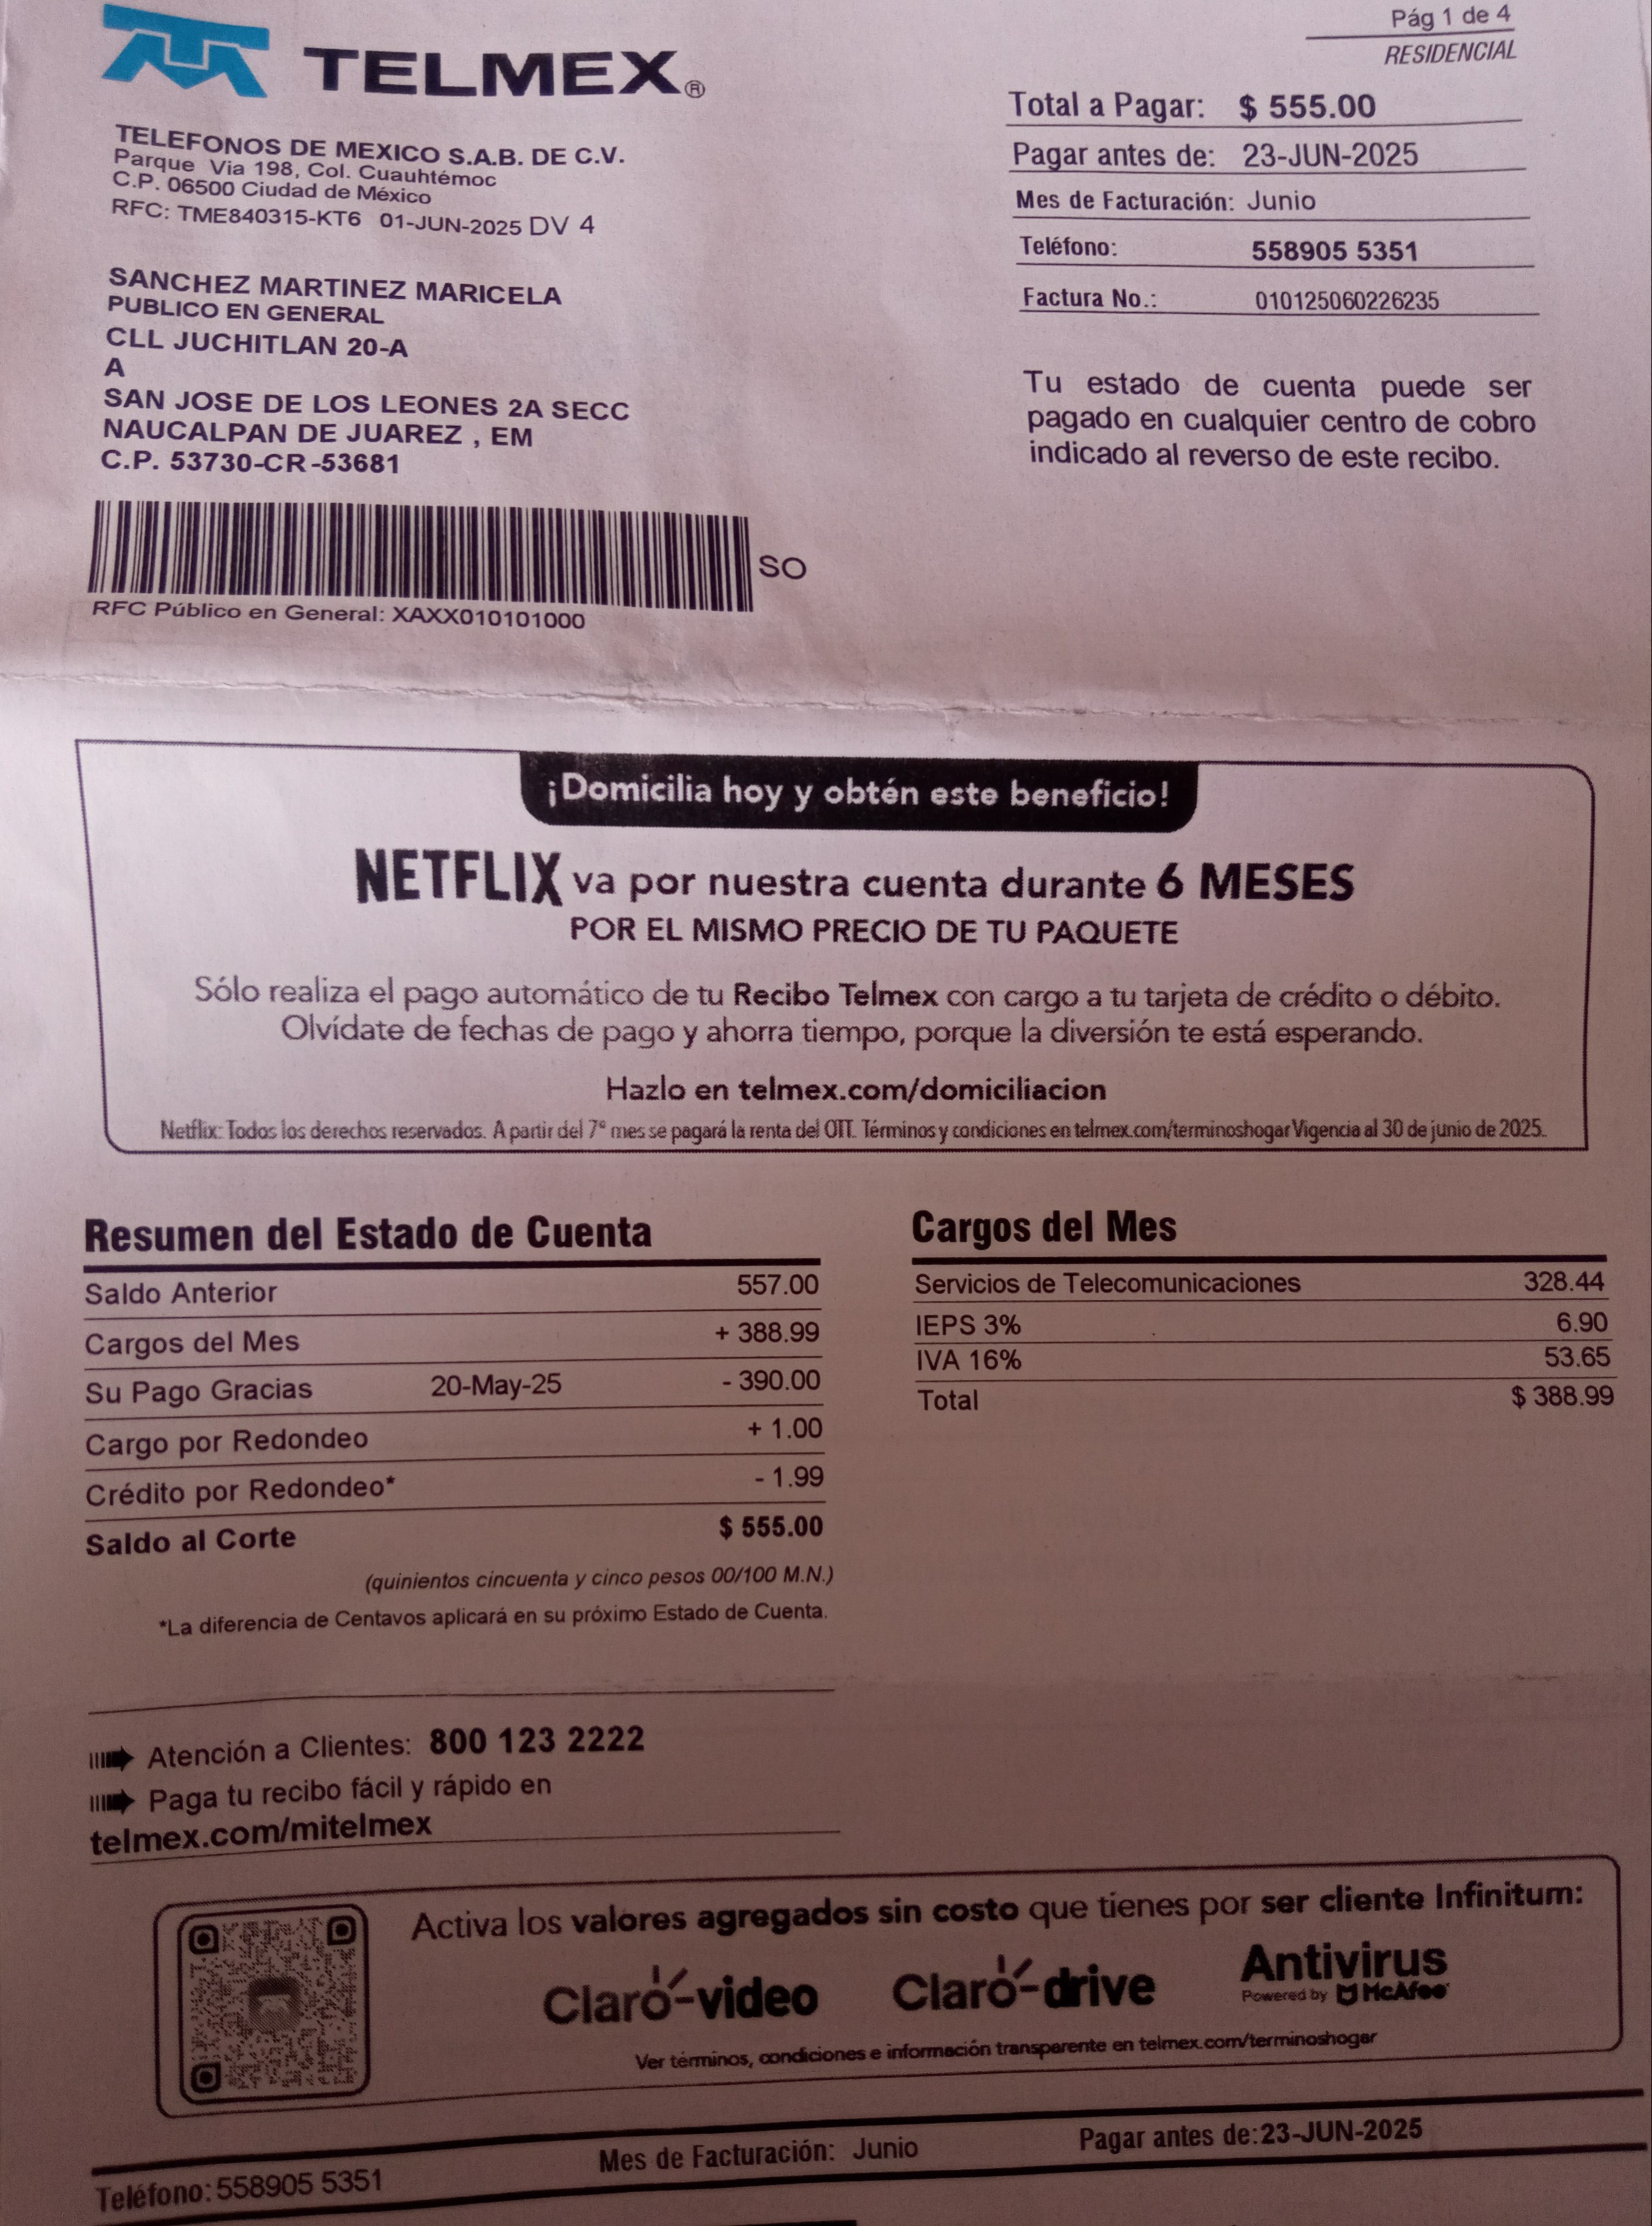 TELMEX®
TELEFONOS DE MEXICO S.A.B. DE C.V.
Parque Via 198, Col. Cuauhtémoc
C.P. 06500 Ciudad de México
RFC: TME840315-KT6 01-JUN-2025 DV 4
SANCHEZ MARTINEZ MARICELA
PUBLICO EN GENERAL
CLL JUCHITLAN 20-A
A
SAN JOSE DE LOS LEONES 2A SECC
NAUCALPAN DE JUAREZ , EM
C.P. 53730-CR -53681
SO
RFC Público en General: XAXX010101000
Pág 1 de 4
RESIDENCIAL
Total a Pagar: $ 555.00
Pagar antes de: 23-JUN-2025
Mes de Facturación: Junio
Teléfono: 558905 5351
Factura No.: 010125060226235
Tu estado de cuenta puede ser
pagado en cualquier centro de cobro
indicado al reverso de este recibo.
¡Domicilia hoy y obtén este beneficio!
NETFLIX va por nuestra cuenta durante 6 MESES
POR EL MISMO PRECIO DE TU PAQUETE
Sólo realiza el pago automático de tu Recibo Telmex con cargo a tu tarjeta de crédito o débito.
Olvídate de fechas de pago y ahorra tiempo, porque la diversión te está esperando.
Hazlo en telmex.com/domiciliacion
Netflix: Todos los derechos reservados. A partir del 7º mes se pagará la renta del OTT. Términos y condiciones en telmex.com/terminoshogar Vigencia al 30 de junio de 2025.
Resumen del Estado de Cuenta
Saldo Anterior 557.00
Cargos del Mes + 388.99
Su Pago Gracias 20-May-25 - 390.00
Cargo por Redondeo + 1.00
Crédito por Redondeo* - 1.99
Saldo al Corte $ 555.00
(quinientos cincuenta y cinco pesos 00/100 M.N.)
*La diferencia de Centavos aplicará en su próximo Estado de Cuenta.
Cargos del Mes
Servicios de Telecomunicaciones 328.44
IEPS 3% 6.90
IVA 16% 53.65
Total $ 388.99
Atención a Clientes: 800 123 2222
Paga tu recibo fácil y rápido en
telmex.com/mitelmex
Activa los valores agregados sin costo que tienes por ser cliente Infinitum:
Claro-video Claro-drive Antivirus
Powered by McAfee
Ver términos, condiciones e información transparente en telmex.com/terminoshogar
Teléfono: 558905 5351 Mes de Facturación: Junio Pagar antes de:23-JUN-2025